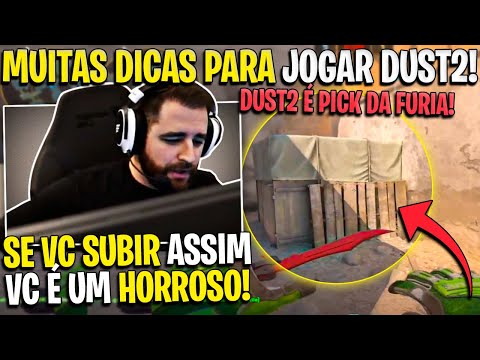 MUITAS DICAS PARA JOGAR DUST2!
DUST2 É PICK DA FURIA!
SE VC SUBIR ASSIM
VC É UM HORROSO!